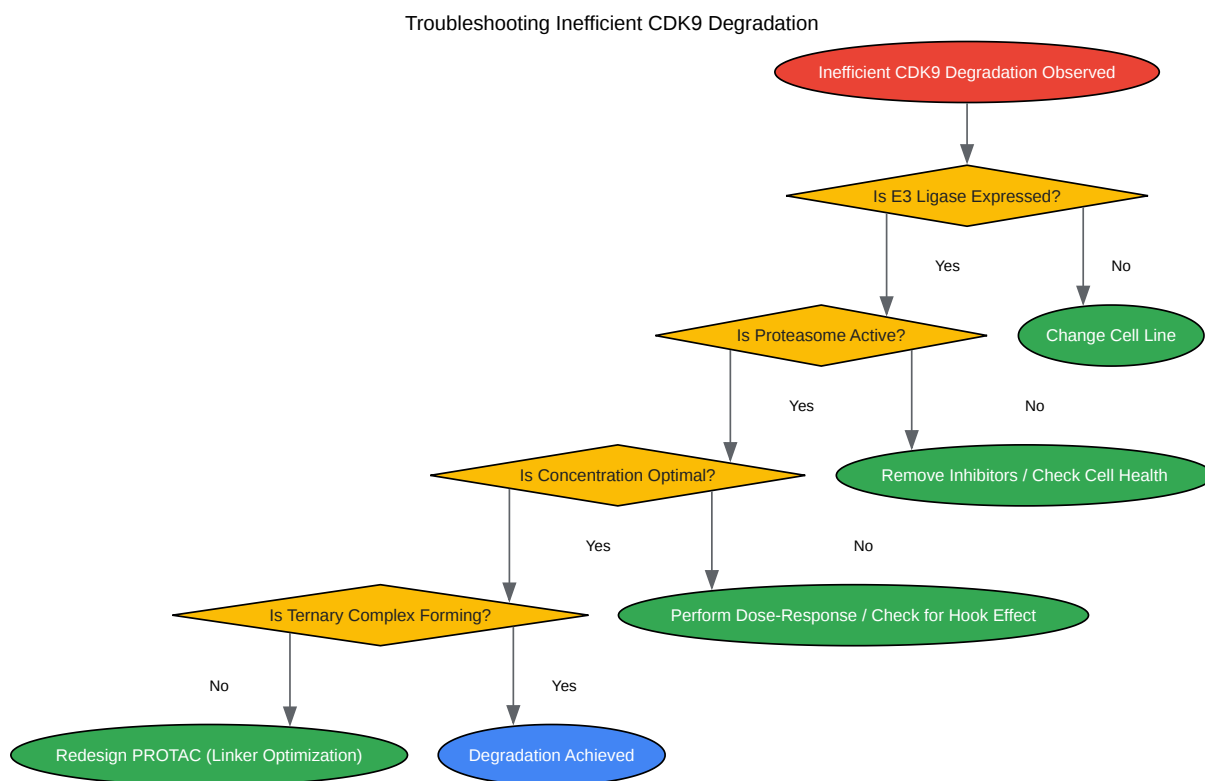 Troubleshooting Inefficient CDK9 Degradation
Inefficient CDK9 Degradation Observed
Is E3 Ligase Expressed?
Yes
No
Is Proteasome Active?
Change Cell Line
Yes
No
Is Concentration Optimal?
Remove Inhibitors / Check Cell Health
Yes
No
Is Ternary Complex Forming?
Perform Dose-Response / Check for Hook Effect
No
Yes
Redesign PROTAC (Linker Optimization)
Degradation Achieved